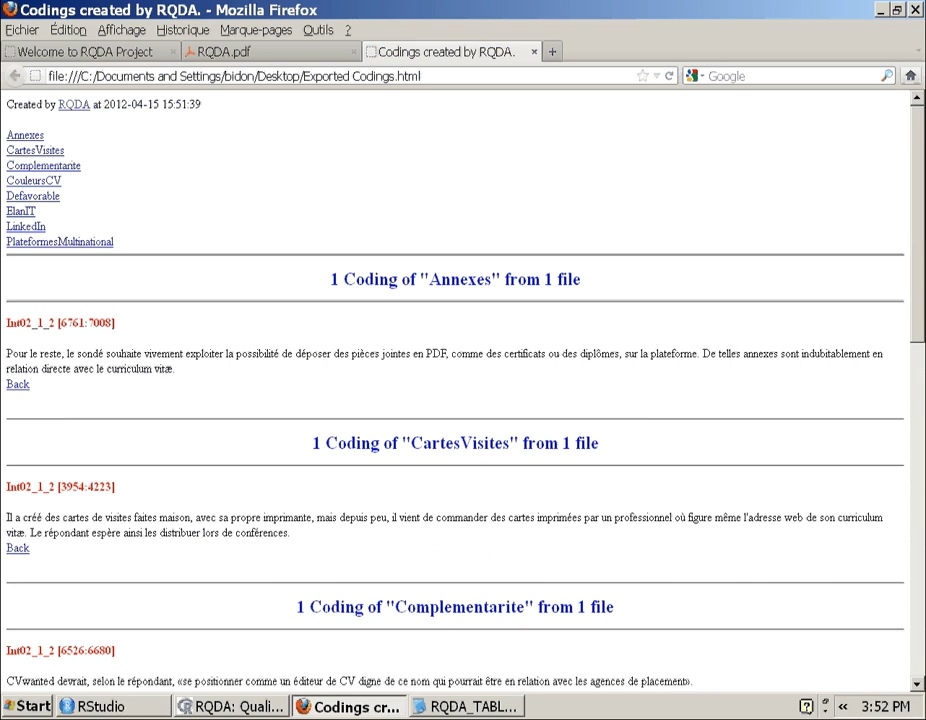 Codings created by RQDA. - Mozilla Firefox
Fichier Édition Affichage Historique Marque-pages Outils ?
Welcome to RQDA Project × RQDA.pdf × Codings created by RQDA. × +
file:///C:/Documents and Settings/bidon/Desktop/Exported Codings.html Google
Created by RQDA at 2012-04-15 15:51:39
Annexes
CartesVisites
Complementarite
CouleursCV
Defavorable
ElanIT
LinkedIn
PlateformesMultinational
1 Coding of "Annexes" from 1 file
Int02_1_2 [6761:7008]
Pour le reste, le sondé souhaite vivement exploiter la possibilité de déposer des pièces jointes en PDF, comme des certificats ou des diplômes, sur la plateforme. De telles annexes sont indubitablement en
relation directe avec le curriculum vitæ.
Back
1 Coding of "CartesVisites" from 1 file
Int02_1_2 [3954:4223]
Il a créé des cartes de visites faites maison, avec sa propre imprimante, mais depuis peu, il vient de commander des cartes imprimées par un professionnel où figure même l'adresse web de son curriculum
vitæ. Le répondant espère ainsi les distribuer lors de conférences.
Back
1 Coding of "Complementarite" from 1 file
Int02_1_2 [6526:6680]
CVwanted devrait, selon le répondant, «se positionner comme un éditeur de CV digne de ce nom qui pourrait être en relation avec les agences de placement».
Start RStudio RQDA: Quali... Codings cr... RQDA_TABL... ? « 3:52 PM